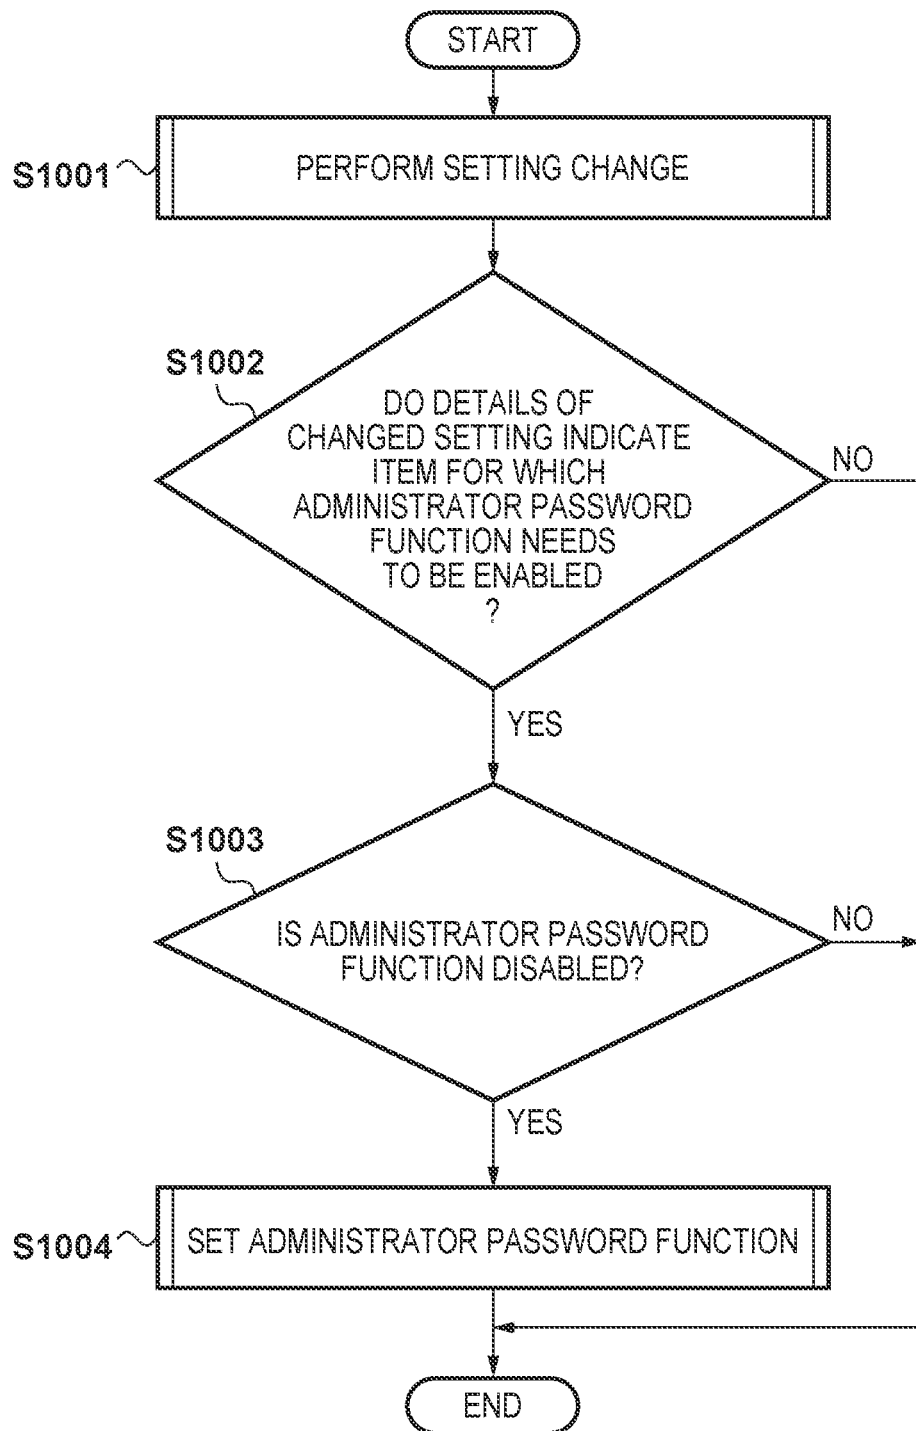 START
S1001
PERFORM SETTING CHANGE
S1002
DO DETAILS OF
CHANGED SETTING INDICATE
ITEM FOR WHICH
ADMINISTRATOR PASSWORD
FUNCTION NEEDS
TO BE ENABLED
?
NO
YES
S1003
IS ADMINISTRATOR PASSWORD
FUNCTION DISABLED?
NO
YES
S1004
SET ADMINISTRATOR PASSWORD FUNCTION
END